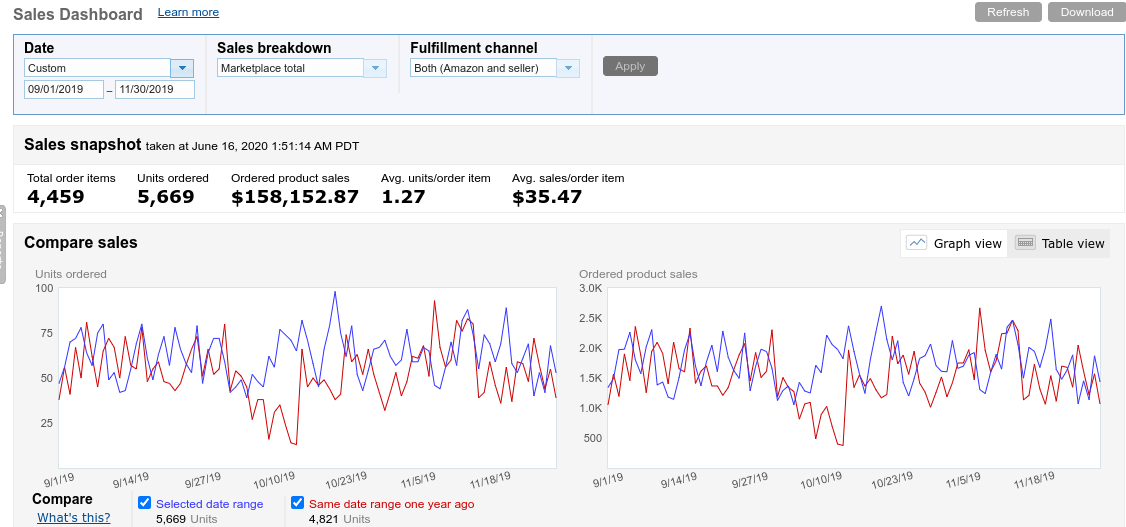 Sales Dashboard Learn more Refresh Download
Date Sales breakdown Fulfillment channel
Custom Marketplace total Both (Amazon and seller) Apply
09/01/2019 – 11/30/2019
Sales snapshot taken at June 16, 2020 1:51:14 AM PDT
Total order items Units ordered Ordered product sales Avg. units/order item Avg. sales/order item
4,459 5,669 $158,152.87 1.27 $35.47
Compare sales Graph view Table view
Units ordered
100
75
50
25
9/1/19 9/14/19 9/27/19 10/10/19 10/23/19 11/5/19 11/18/19
Ordered product sales
3.0K
2.5K
2.0K
1.5K
1.0K
500
9/1/19 9/14/19 9/27/19 10/10/19 10/23/19 11/5/19 11/18/19
Compare Selected date range Same date range one year ago
What's this? 5,669 Units 4,821 Units